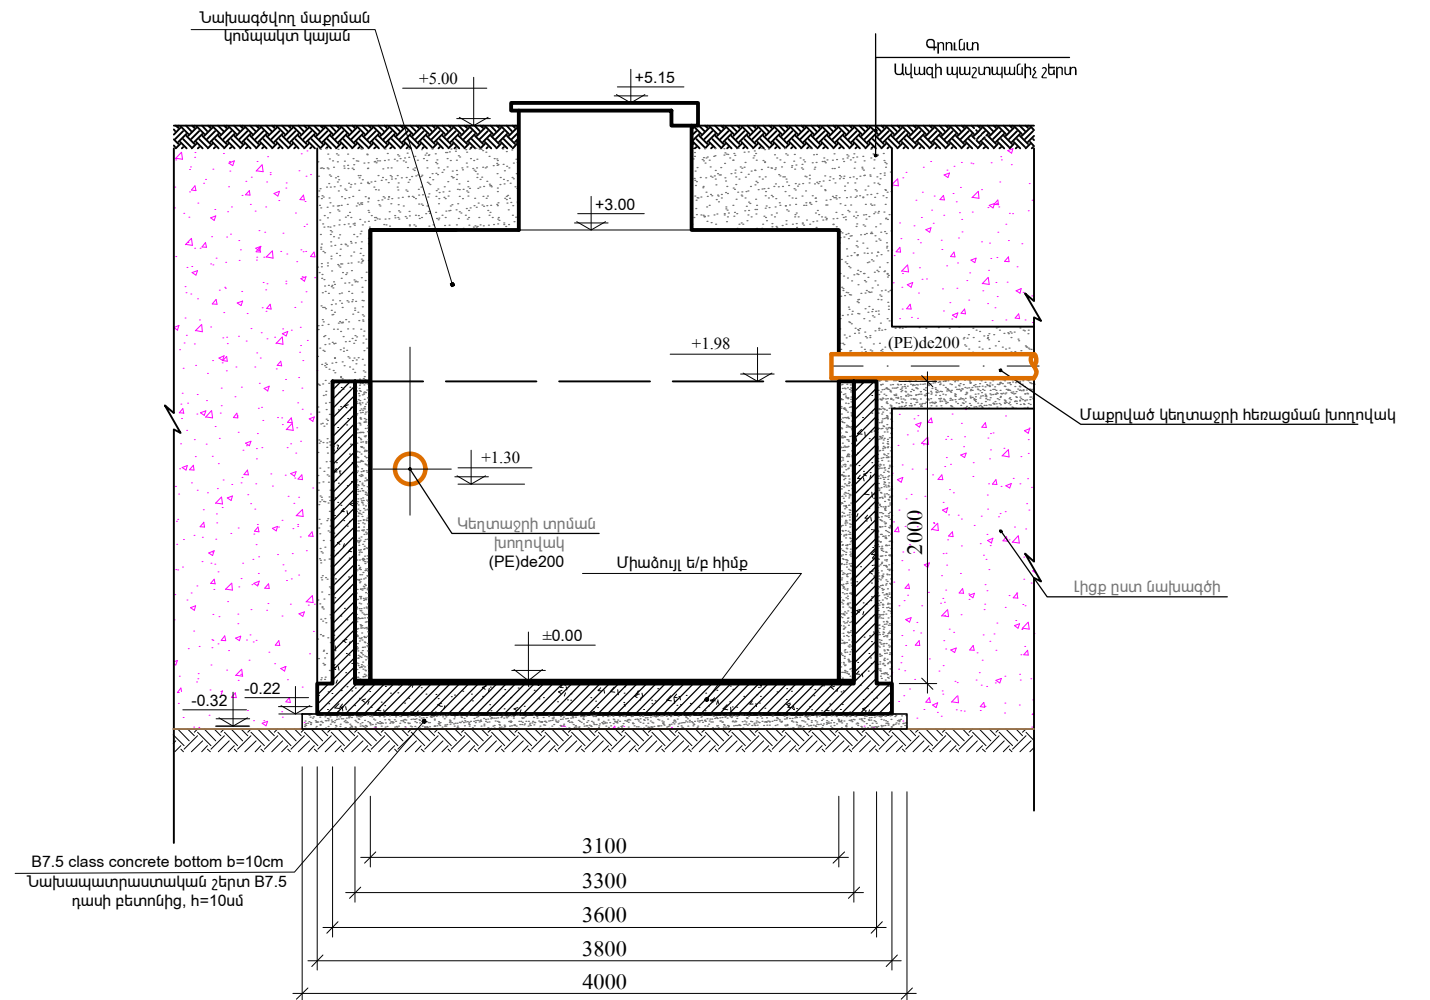 Նախագծվող մաքրման
կոմպակտ կայան
Գրունտ
Ավազի պաշտպանիչ շերտ
+5.00
+5.15
+3.00
+1.98
(PE)de200
Մաքրված կեղտաջրի հեռացման խողովակ
+1.30
Կեղտաջրի տրման
խողովակ
(PE)de200
Միաձույլ ե/բ հիմք
2000
Լիցք ըստ նախագծի
±0.00
-0.22
-0.32
B7.5 class concrete bottom b=10cm
Նախապատրաստական շերտ B7.5
դասի բետոնից, h=10սմ
3100
3300
3600
3800
4000